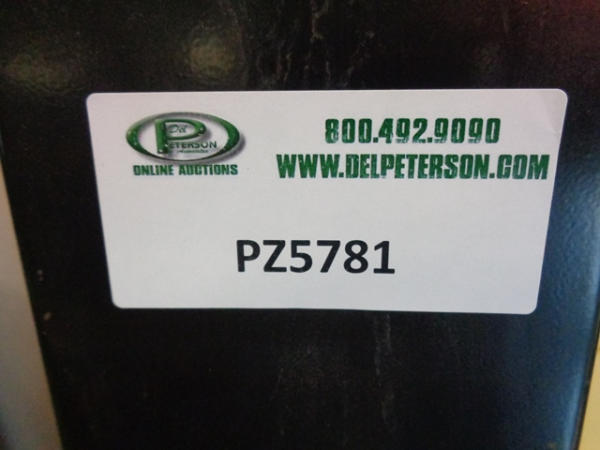 Del
PETERSON
ONLINE AUCTIONS
800.492.9090
WWW.DELPETERSON.COM
PZ5781